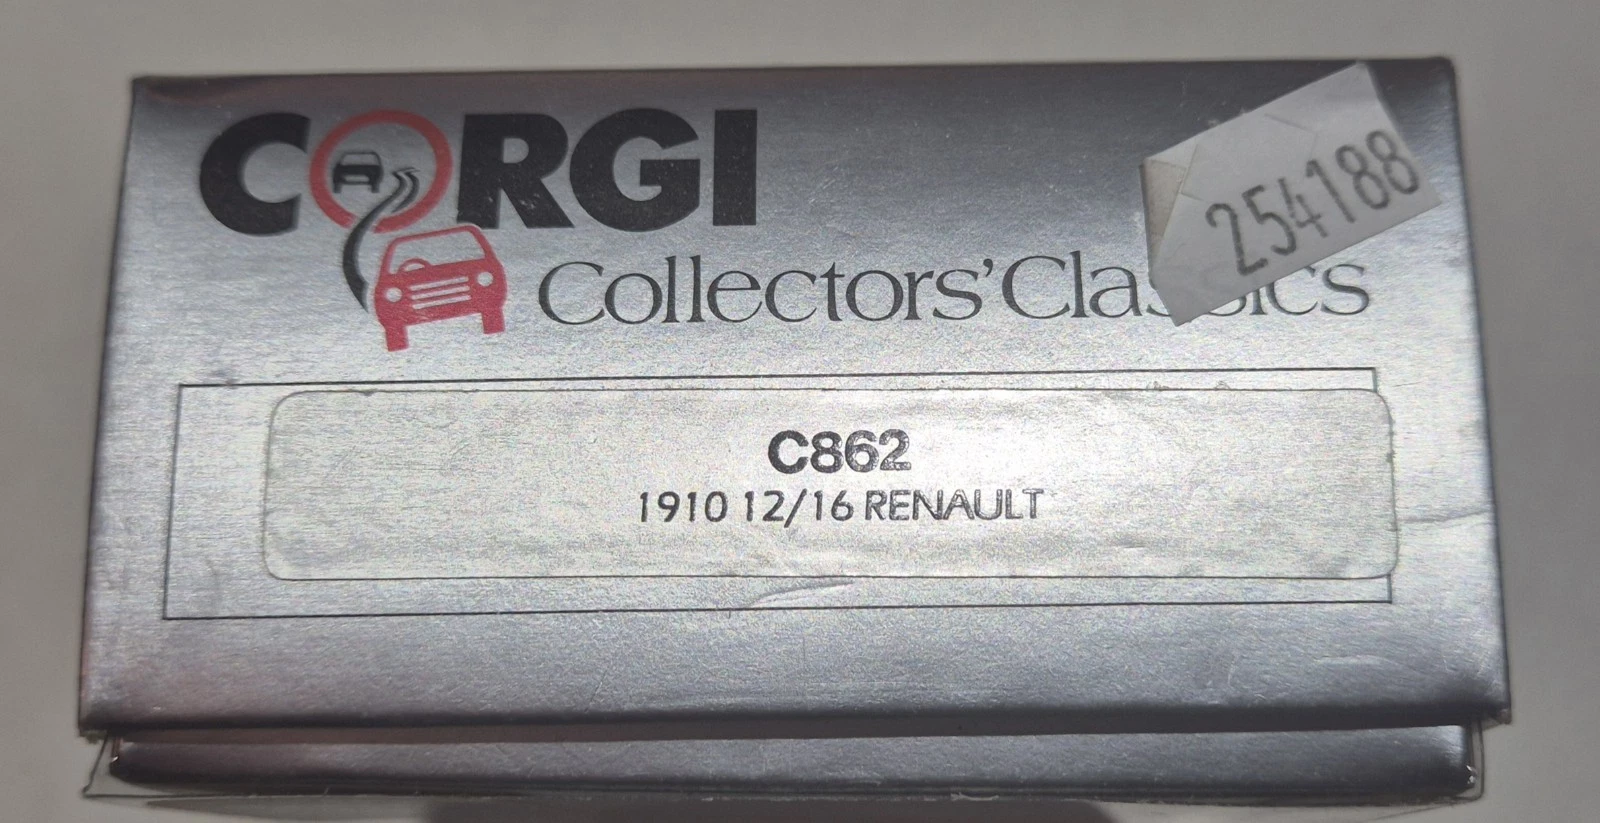 CORGI
254188
Collectors' Classics
C862
1910 12/16 RENAULT